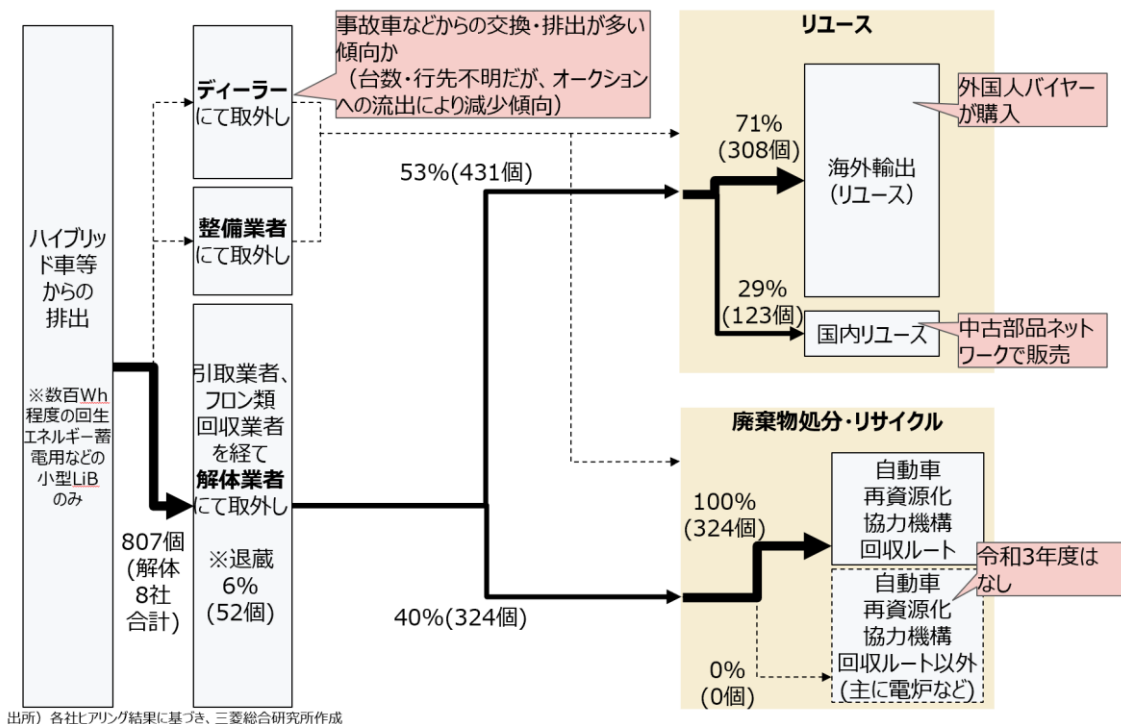 ハイブリッ
ド車等
からの
排出
※数百Wh
程度の回生
エネルギー蓄
電用などの
小型LiB
のみ
807個
(解体
8社
合計)
ディーラー
にて取外し
整備業者
にて取外し
引取業者、
フロン類
回収業者
を経て
解体業者
にて取外し
※退蔵
6%
(52個)
事故車などからの交換・排出が多い
傾向か
（台数・行先不明だが、オークション
への流出により減少傾向）
53%(431個)
40%(324個)
リユース
71%
(308個)
海外輸出
（リユース）
外国人バイヤー
が購入
29%
(123個)
国内リユース
中古部品ネット
ワークで販売
廃棄物処分・リサイクル
100%
(324個)
自動車
再資源化
協力機構
回収ルート
令和3年度は
なし
0%
(0個)
自動車
再資源化
協力機構
回収ルート以外
(主に電炉など)
出所）各社ヒアリング結果に基づき、三菱総合研究所作成